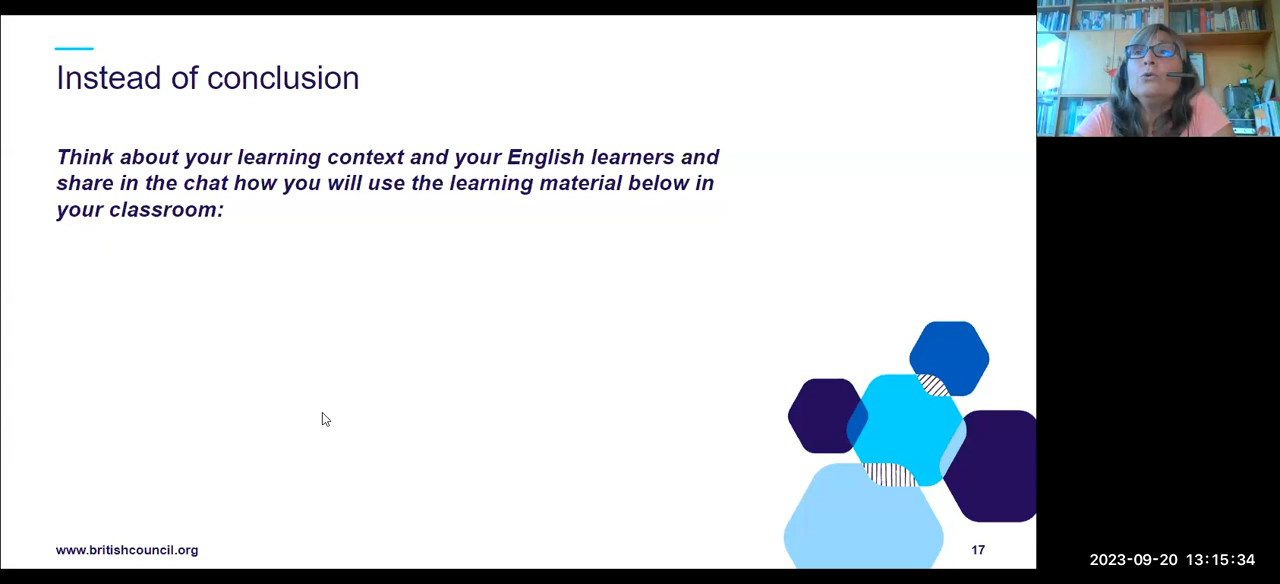 Instead of conclusion
Think about your learning context and your English learners and
share in the chat how you will use the learning material below in
your classroom:
www.britishcouncil.org
17
2023-09-20 13:15:34